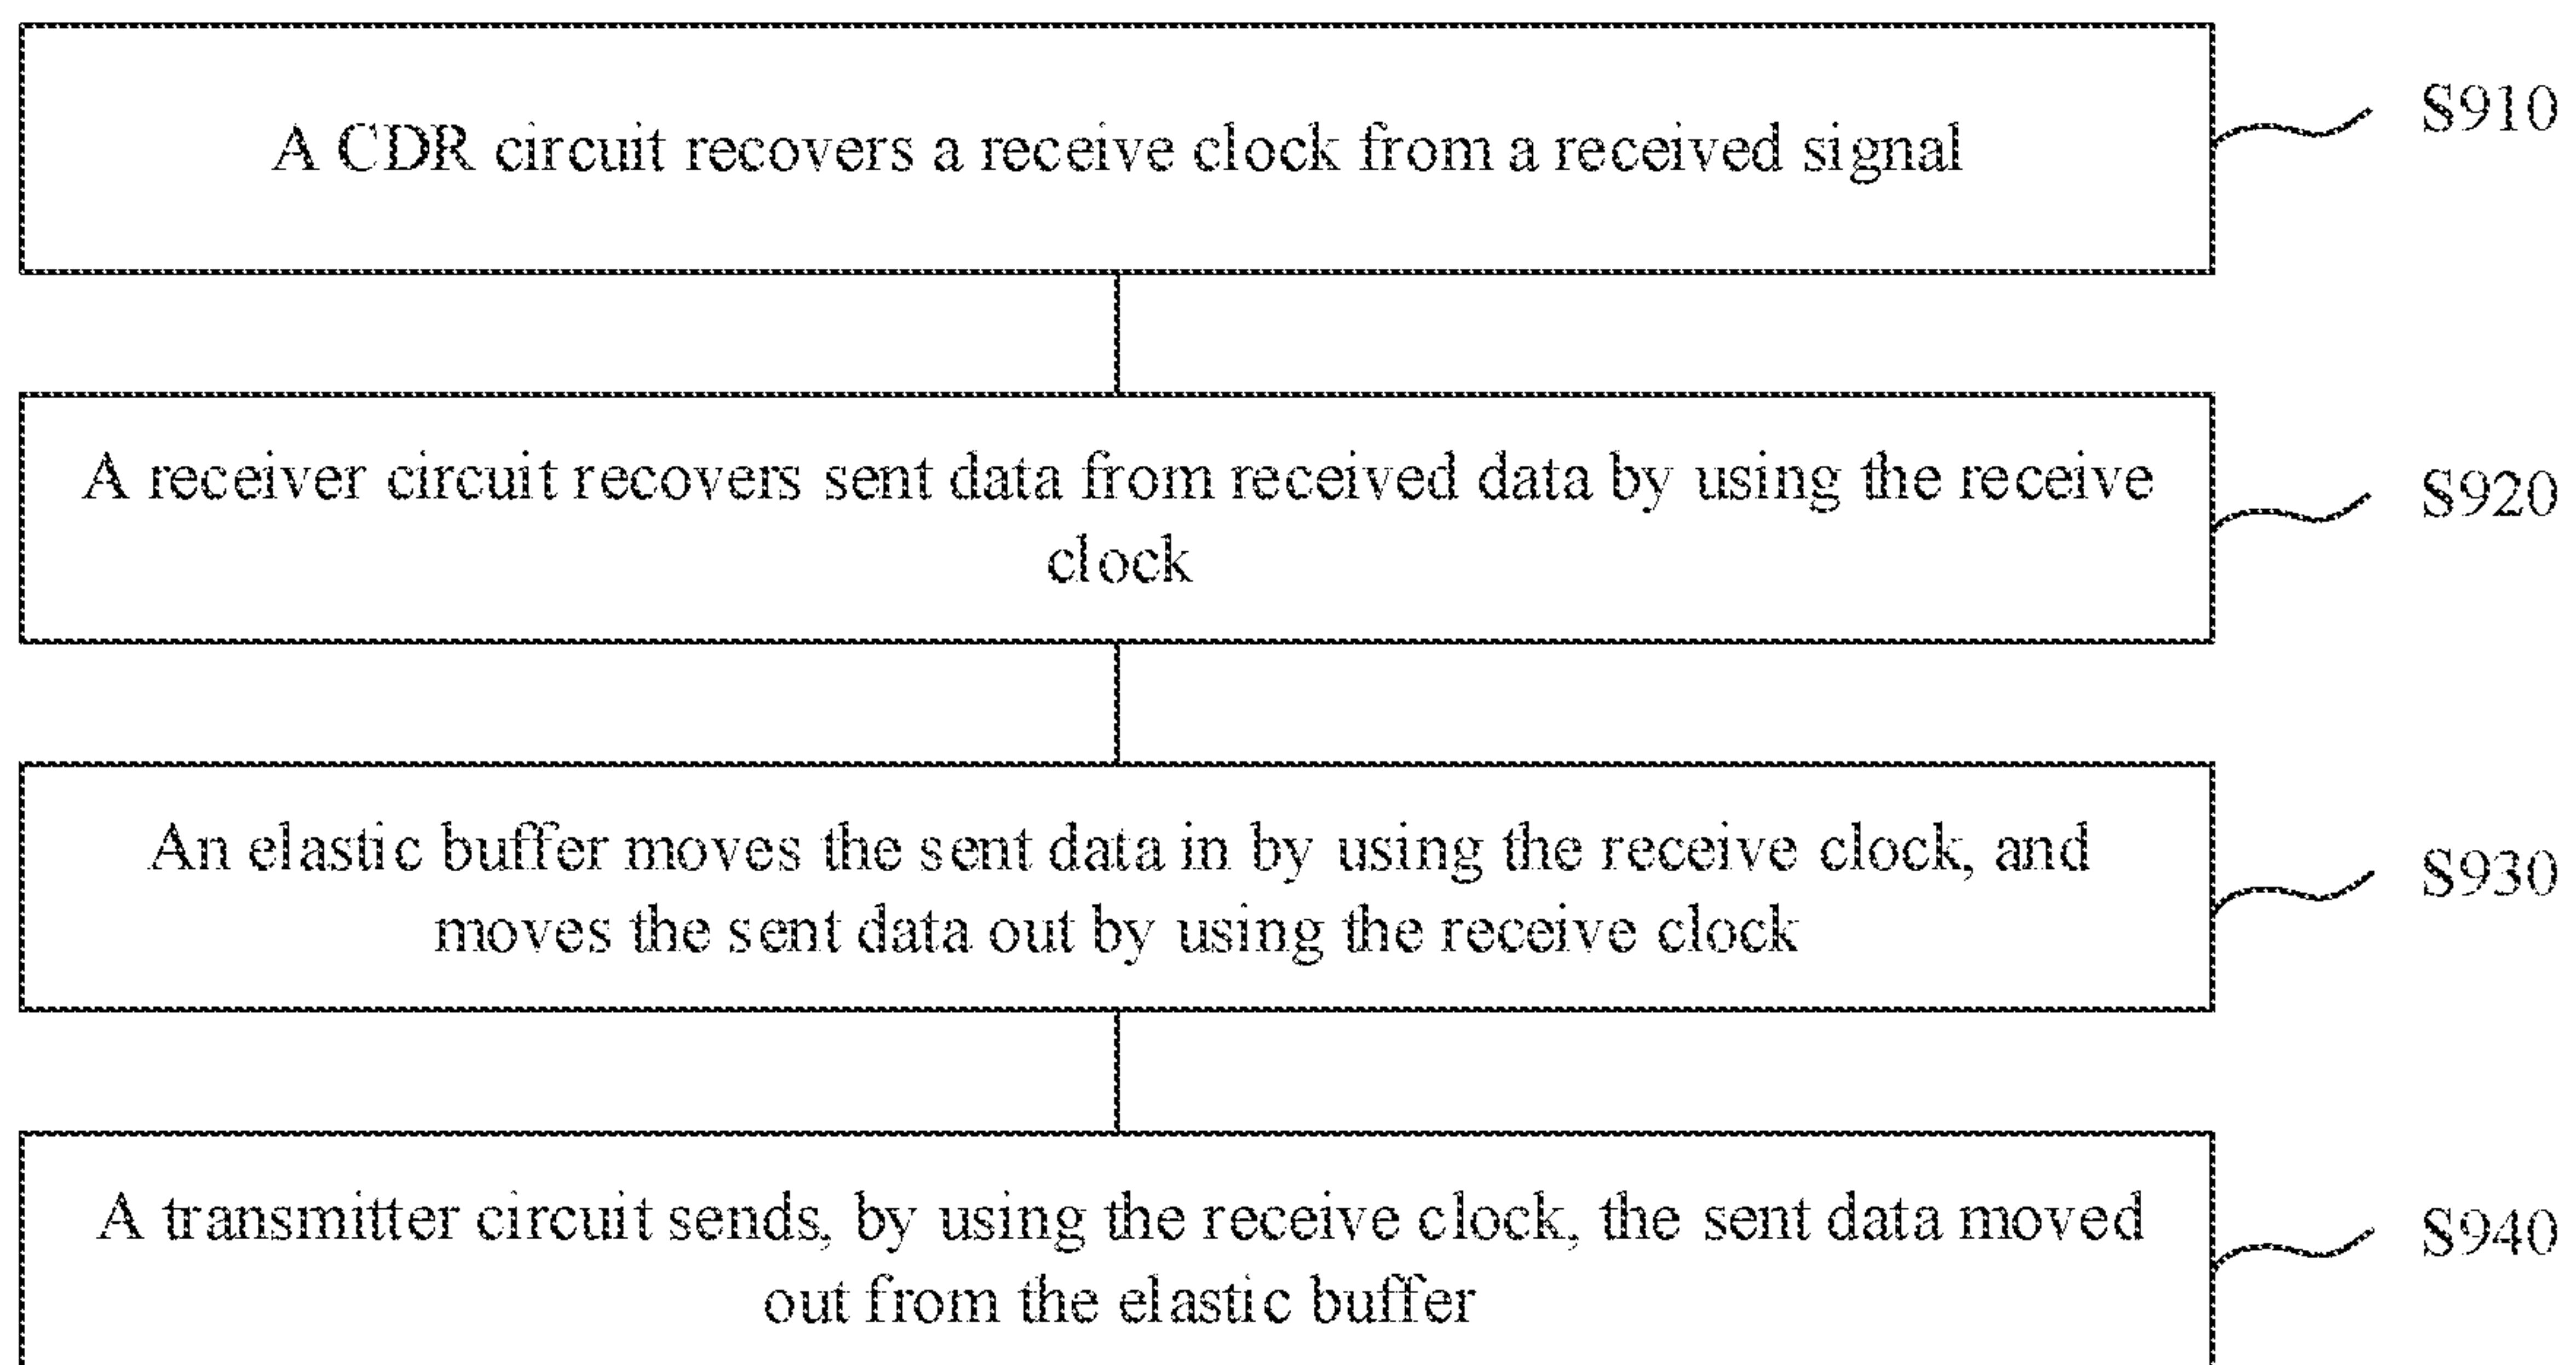 A CDR circuit recovers a receive clock from a received signal
S910
A receiver circuit recovers sent data from received data by using the receive
clock
S920
An elastic buffer moves the sent data in by using the receive clock, and
moves the sent data out by using the receive clock
S930
A transmitter circuit sends, by using the receive clock, the sent data moved
out from the elastic buffer
S940